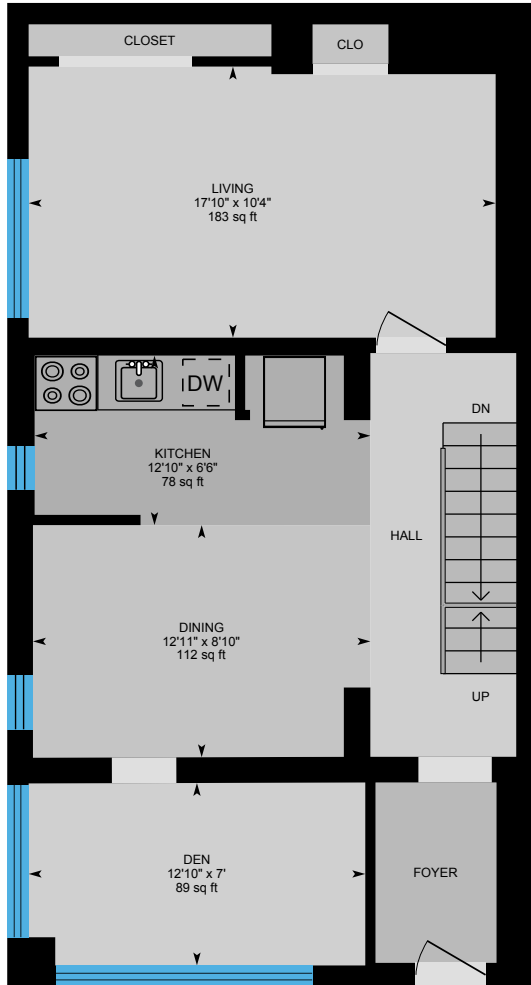 CLOSET
CLO
LIVING
17'10" x 10'4"
183 sq ft
DW
DN
KITCHEN
12'10" x 6'6"
78 sq ft
HALL
DINING
12'11" x 8'10"
112 sq ft
UP
DEN
12'10" x 7'
89 sq ft
FOYER